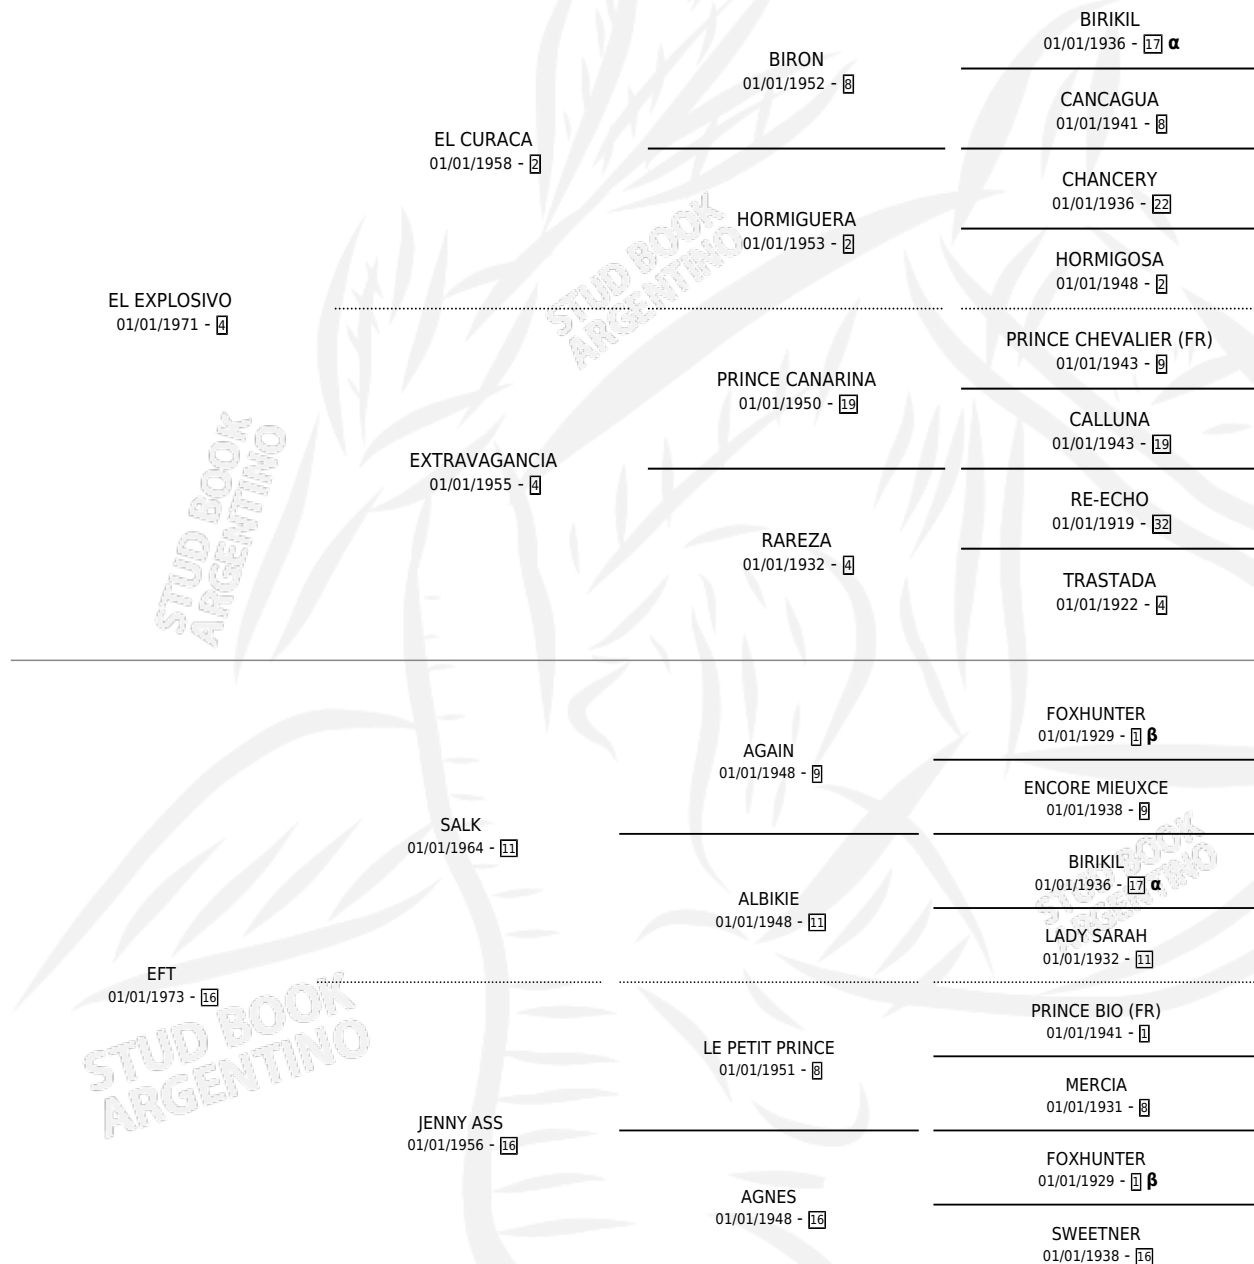 BIRIKIL
01/01/1936 - 17 α
BIRON
01/01/1952 - 8
CANCAGUA
01/01/1941 - 8
EL CURACA
01/01/1958 - 2
CHANCERY
01/01/1936 - 22
HORMIGUERA
01/01/1953 - 2
HORMIGOSA
01/01/1948 - 2
EL EXPLOSIVO
01/01/1971 - 4
PRINCE CHEVALIER (FR)
01/01/1943 - 9
PRINCE CANARINA
01/01/1950 - 19
CALLUNA
01/01/1943 - 19
EXTRAVAGANCIA
01/01/1955 - 4
RE-ECHO
01/01/1919 - 32
RAREZA
01/01/1932 - 4
TRASTADA
01/01/1922 - 4
FOXHUNTER
01/01/1929 - 1 β
AGAIN
01/01/1948 - 9
ENCORE MIEUXCE
01/01/1938 - 9
SALK
01/01/1964 - 11
BIRIKIL
01/01/1936 - 17 α
ALBIKIE
01/01/1948 - 11
LADY SARAH
01/01/1932 - 11
EFT
01/01/1973 - 16
PRINCE BIO (FR)
01/01/1941 - 1
LE PETIT PRINCE
01/01/1951 - 8
MERCIA
01/01/1931 - 8
JENNY ASS
01/01/1956 - 16
FOXHUNTER
01/01/1929 - 1 β
AGNES
01/01/1948 - 16
SWEETNER
01/01/1938 - 16
STUD BOOK
ARGENTINO
STUD BOOK
ARGENTINO
STUD BOOK
ARGENTINO
STUD BOOK
ARGENTINO